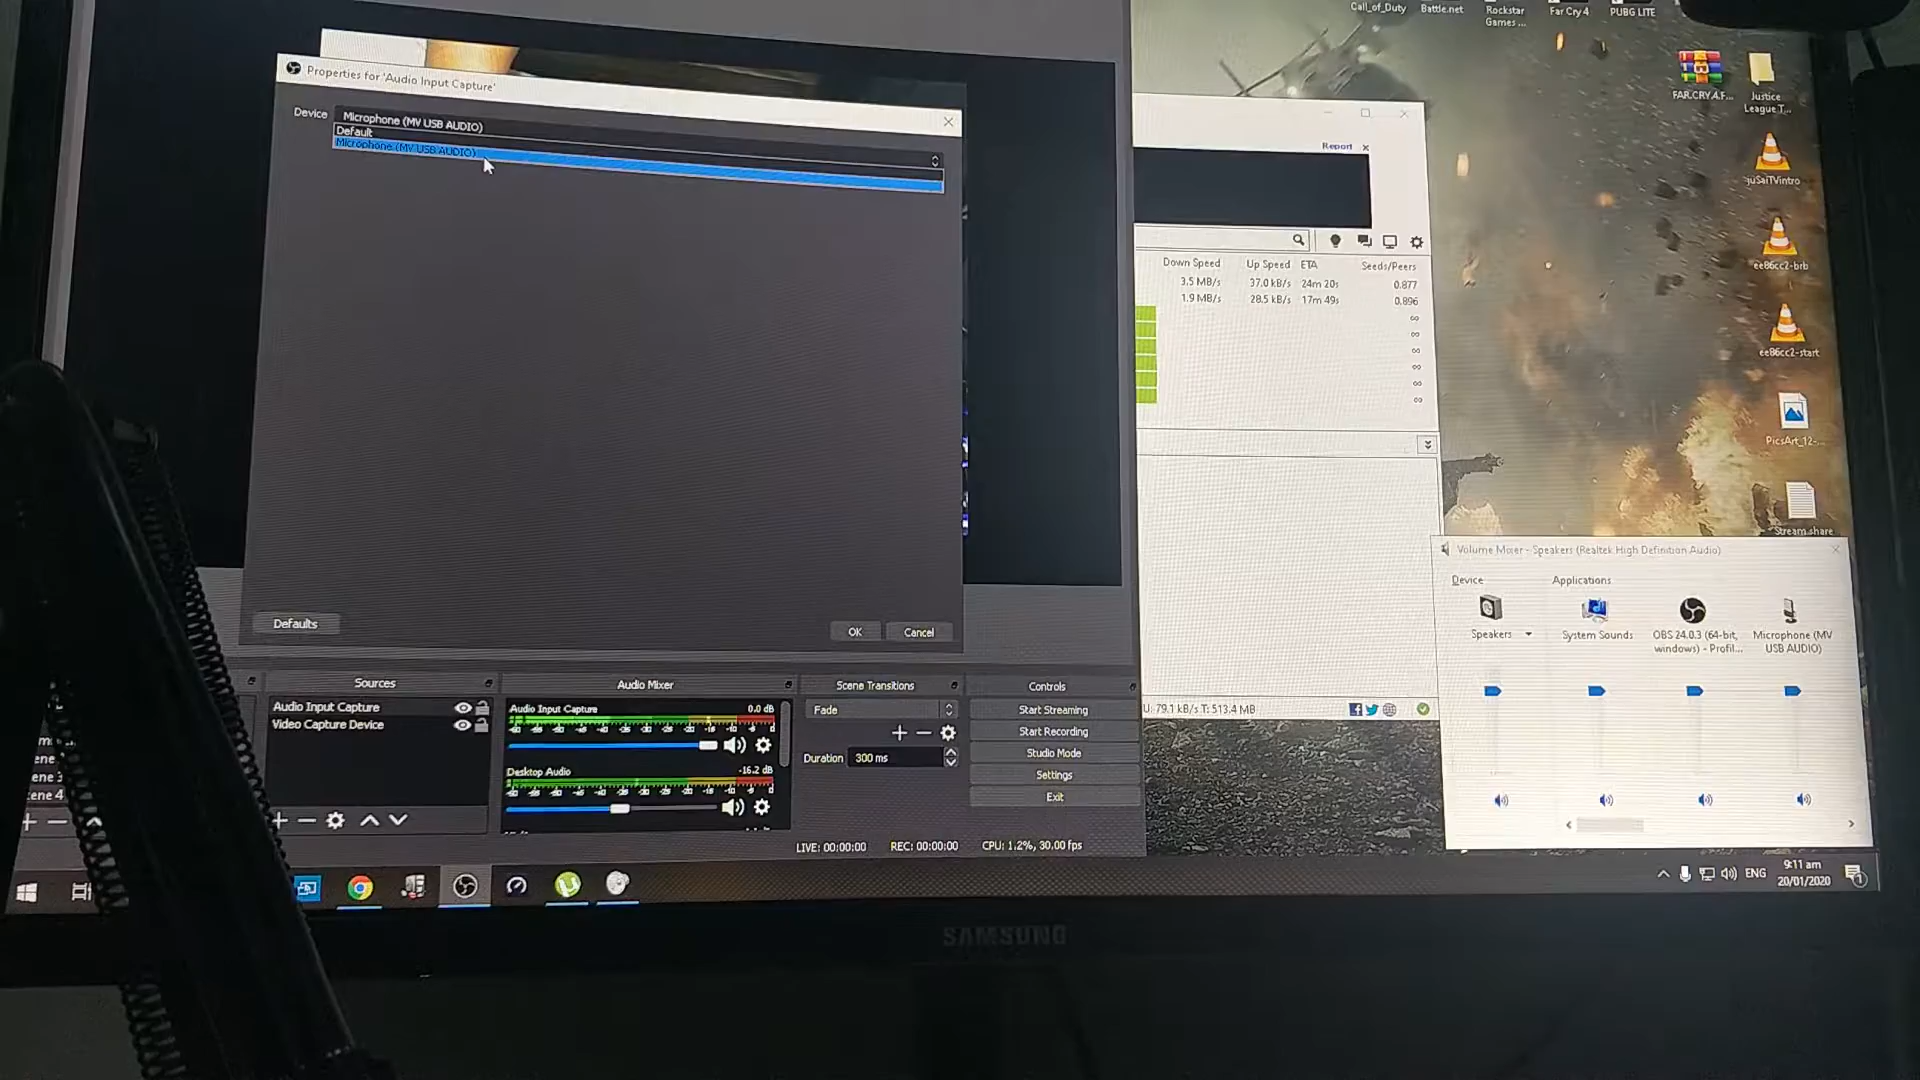 Call_of_Duty
Battle.net
Rockstar
Games ...
Far Cry 4
PUBG LITE
FAR.CRY.4.F...
Justice
League T...
Properties for 'Audio Input Capture'
Device
Microphone (MV USB AUDIO)
Default
Microphone (MV USB AUDIO)
Report
Down Speed
Up Speed
ETA
Seeds/Peers
3.5 MB/s
37.0 kB/s
24m 20s
0.877
1.9 MB/s
28.5 kB/s
17m 49s
0.896
∞
∞
∞
∞
∞
∞
ee86cc2-brb
ee86cc2-start
PicsArt_12-...
Stream.share
Defaults
OK
Cancel
Volume Mixer - Speakers (Realtek High Definition Audio)
Device
Applications
Speakers
System Sounds
OBS 24.0.3 (64-bit,
windows) - Profil...
Microphone (MV
USB AUDIO)
Sources
Audio Input Capture
Video Capture Device
ene 3
ene 4
Audio Mixer
Audio Input Capture
0.0 dB
Desktop Audio
-16.2 dB
Scene Transitions
Fade
Duration
300 ms
Controls
Start Streaming
Start Recording
Studio Mode
Settings
Exit
U: 79.1 kB/s T: 513.4 MB
LIVE: 00:00:00
REC: 00:00:00
CPU: 1.2%, 30.00 fps
ENG
9:11 am
20/01/2020
SAMSUNG